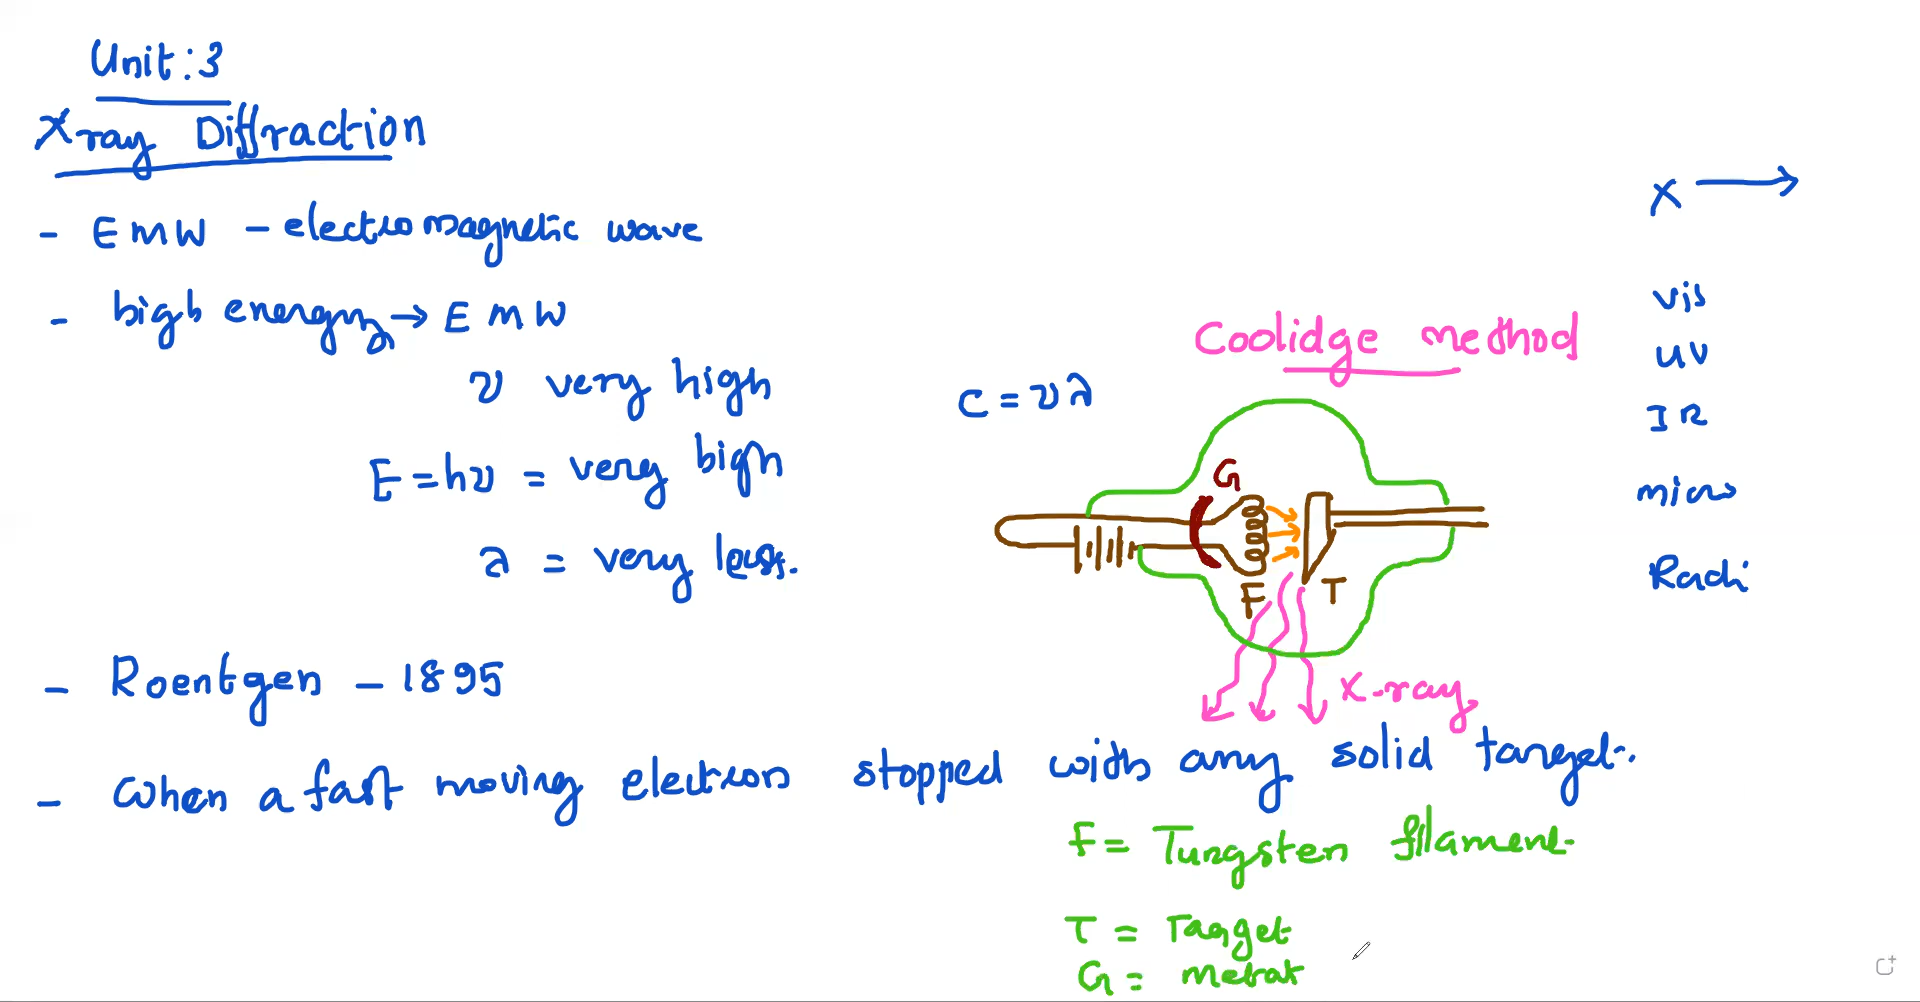 Unit:3
Xray Diffraction
- EMW - electromagnetic wave
- high energy → EMW
ν very high
E = hν = very high
λ = very less.
- Roentgen - 1895
- When a fast moving electron stopped with any solid target.
C = νλ
Coolidge method
G
F
T
X-ray
F = Tungsten filament
T = Target
G = metal
X →
vis
UV
IR
micro
Radi